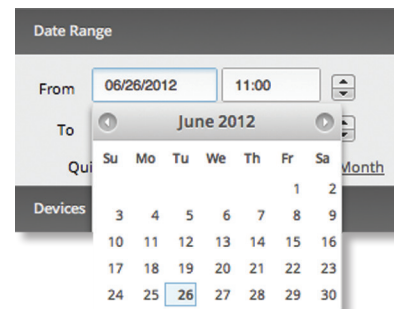 Date Range
From 06/26/2012 11:00
To
June 2012
Su Mo Tu We Th Fr Sa
Month
1 2
Devices
3 4 5 6 7 8 9
10 11 12 13 14 15 16
17 18 19 20 21 22 23
24 25 26 27 28 29 30